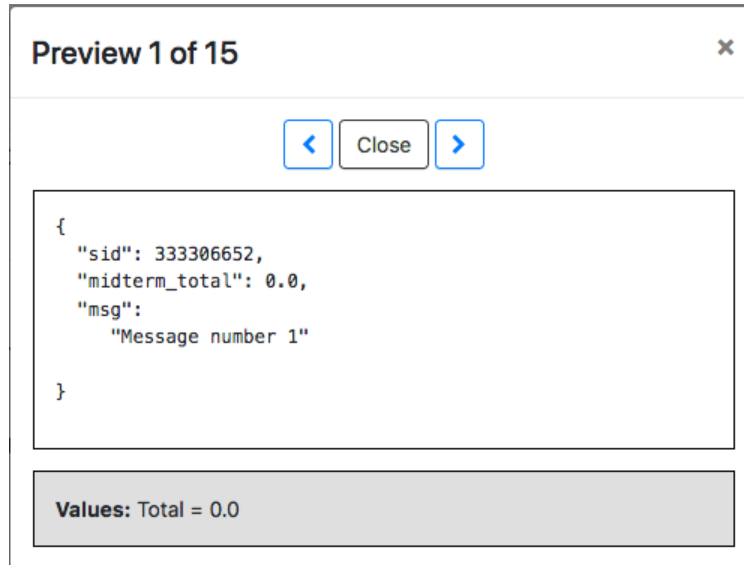 Preview 1 of 15
×
Close
{
"sid": 333306652,
"midterm_total": 0.0,
"msg":
"Message number 1"
}
Values: Total = 0.0